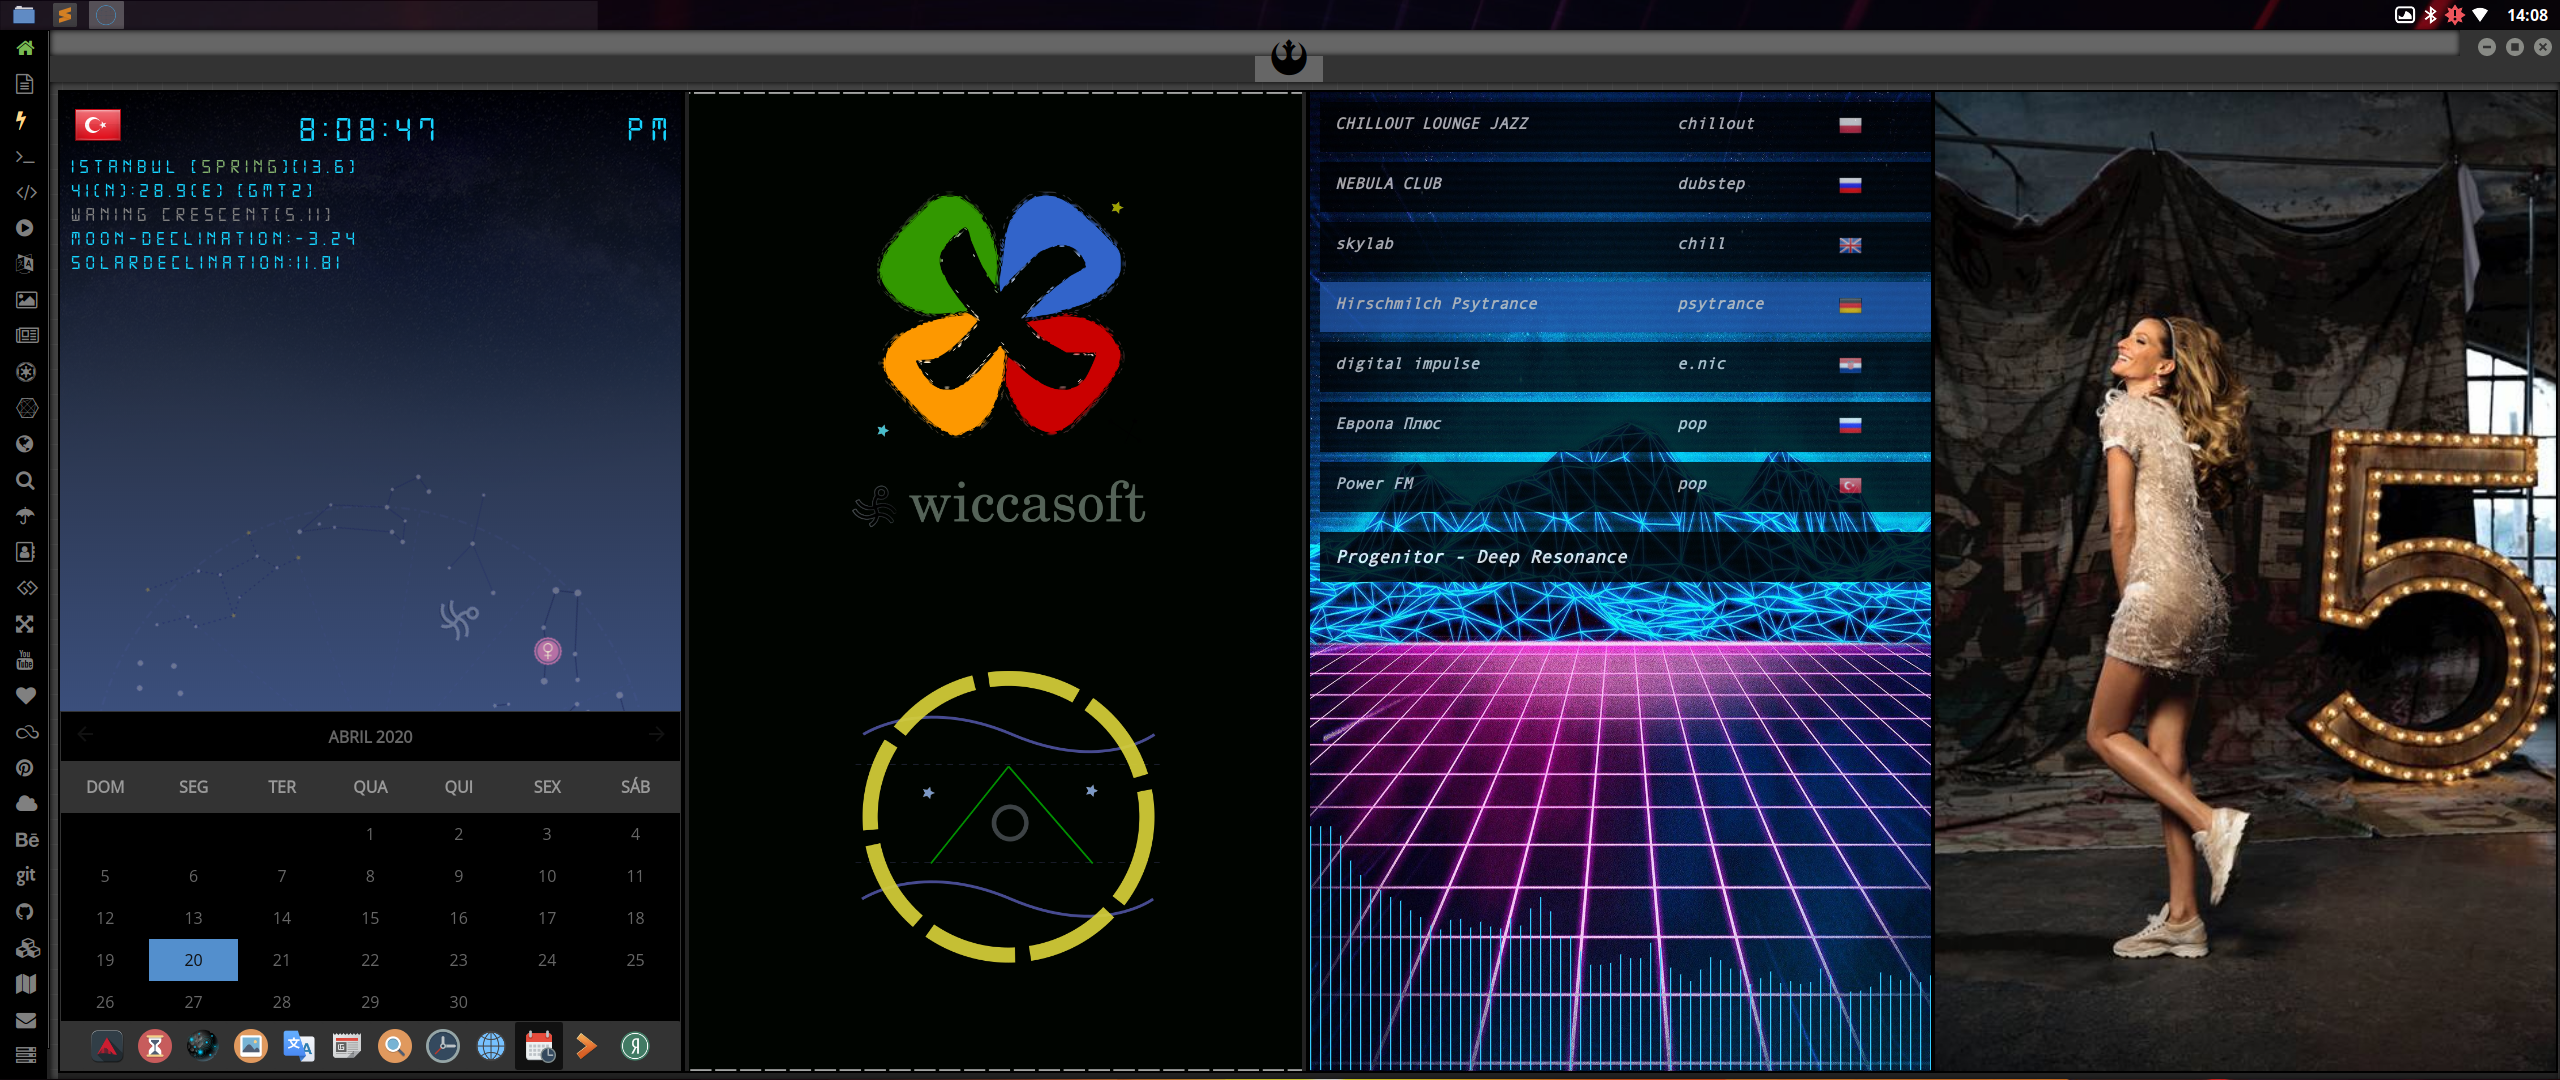 14:08
8:08:47 PM
ISTANBUL [SPRING][13.6]
41(N):28.9(E) [GMT2]
WANING CRESCENT[5.11]
MOON-DECLINATION:-3.24
SOLARDECLINATION:11.81
ABRIL 2020
DOM SEG TER QUA QUI SEX SÁB
1 2 3 4
5 6 7 8 9 10 11
12 13 14 15 16 17 18
19 20 21 22 23 24 25
26 27 28 29 30
You Tube
Bē
git
wiccasoft
CHILLOUT LOUNGE JAZZ chillout
NEBULA CLUB dubstep
skylab chill
Hirschmilch Psytrance psytrance
digital impulse e.nic
Европа Плюс pop
Power FM pop
Progenitor - Deep Resonance
5